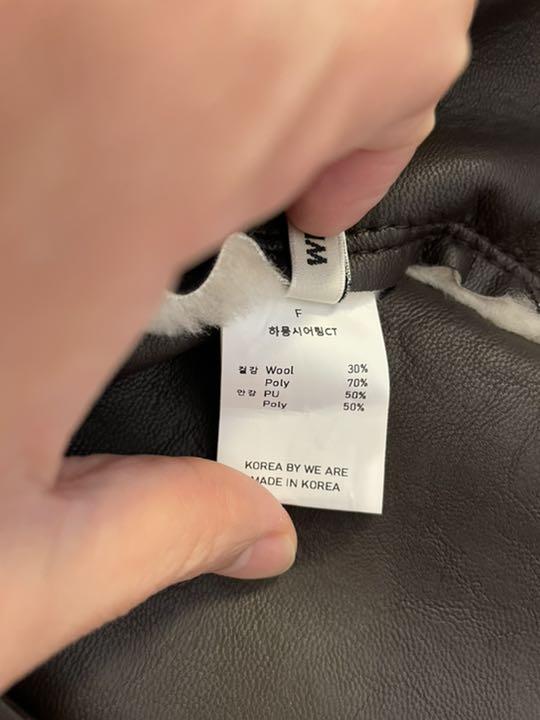 F
하믕시어링CT
겉감 Wool 30%
Poly 70%
안감 PU 50%
Poly 50%
KOREA BY WE ARE
MADE IN KOREA